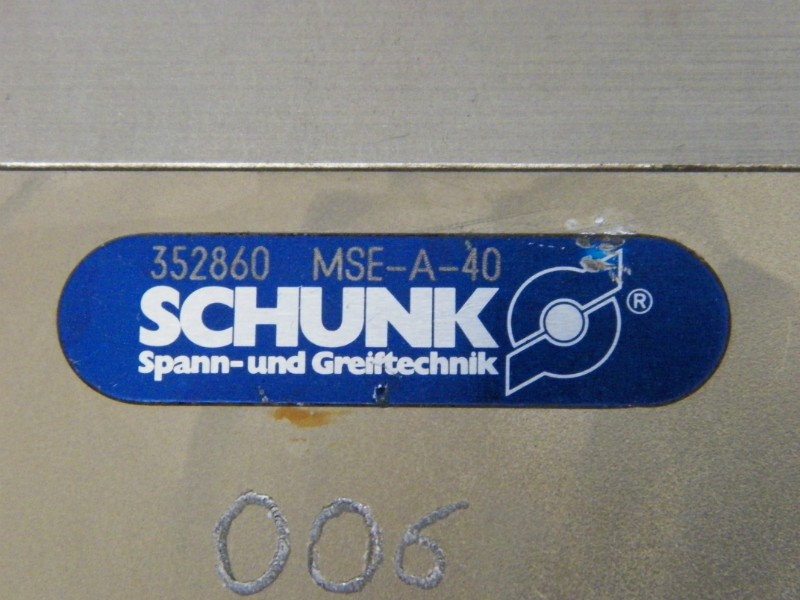 352860 MSE-A-40
SCHUNK ®
Spann- und Greiftechnik
006